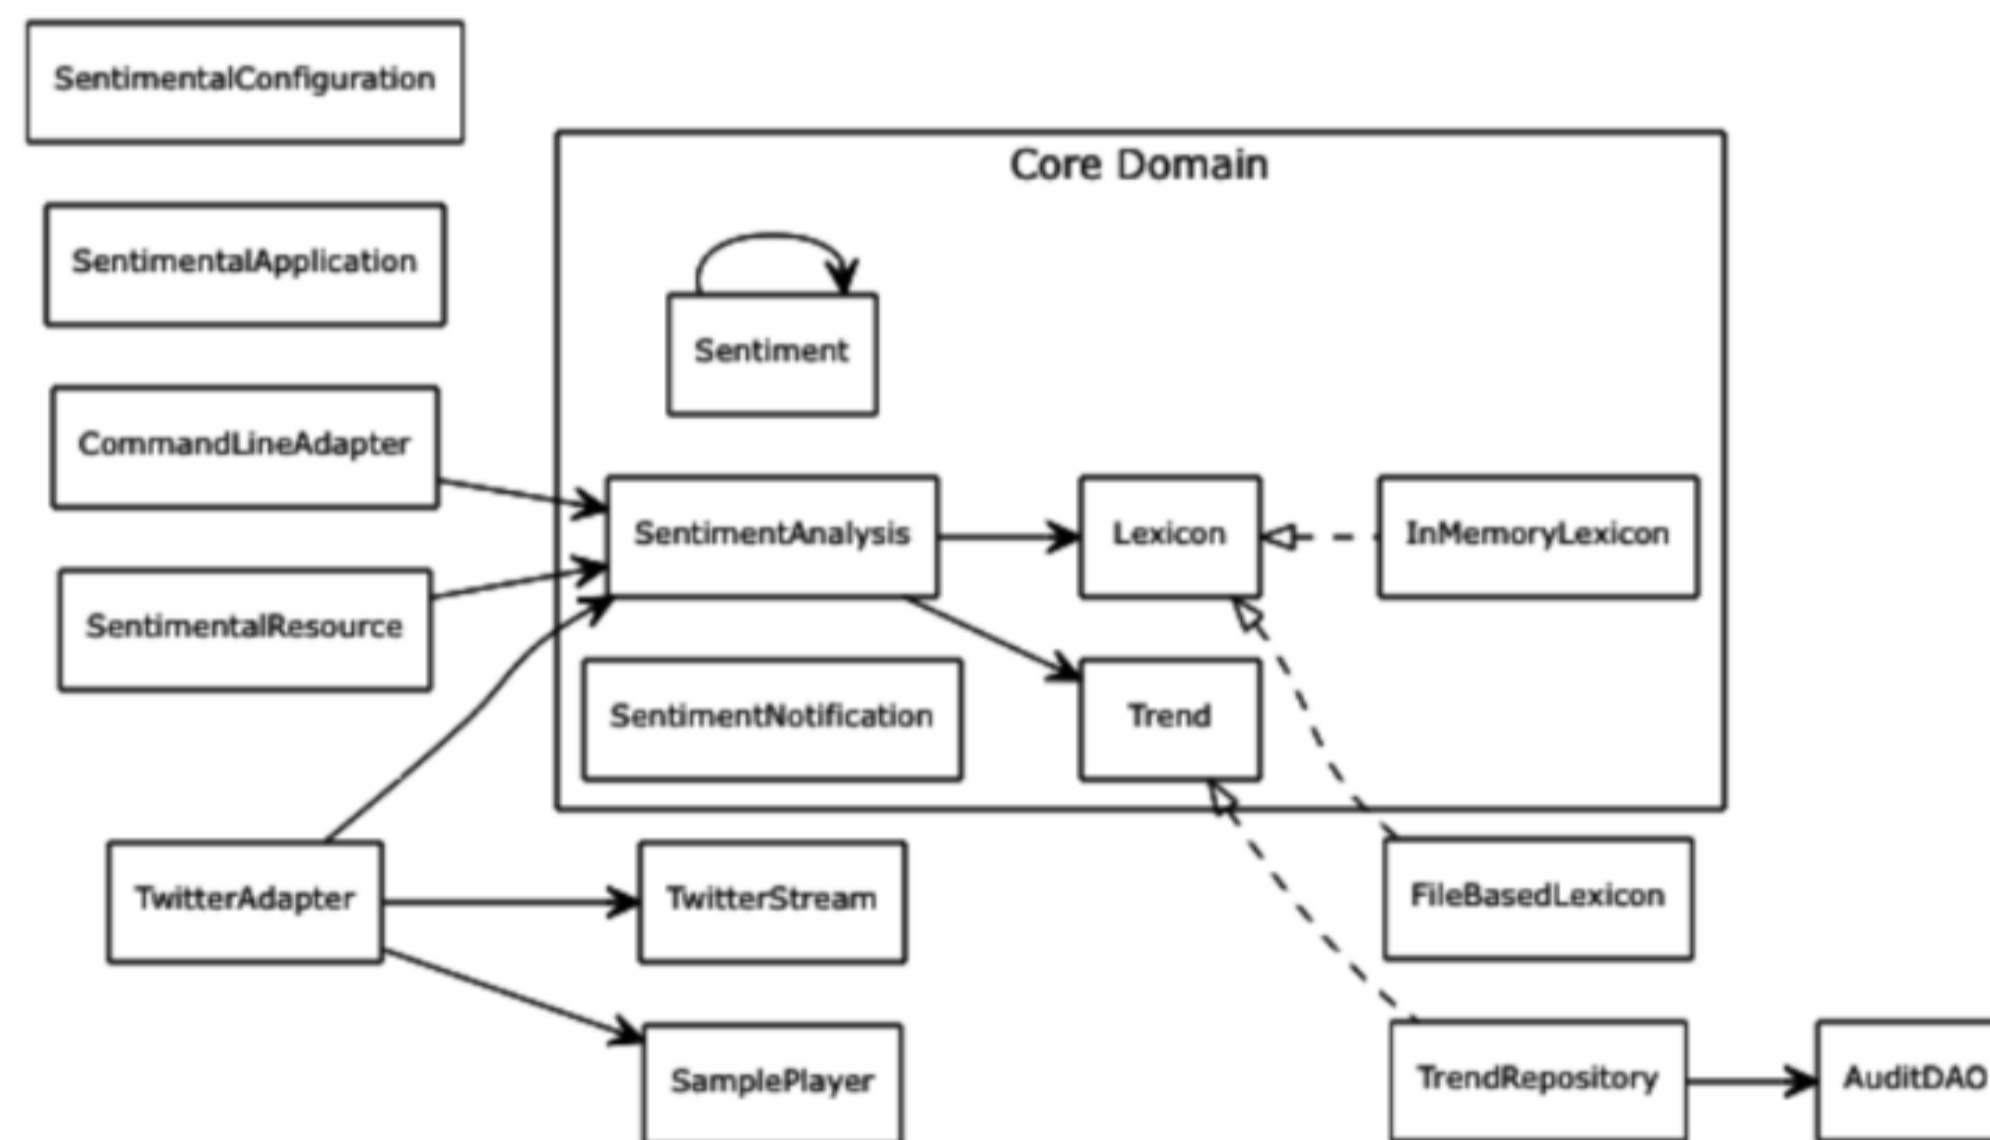 SentimentalConfiguration
Core Domain
SentimentalApplication
Sentiment
CommandLineAdapter
SentimentAnalysis
Lexicon
InMemoryLexicon
SentimentalResource
SentimentNotification
Trend
TwitterAdapter
TwitterStream
FileBasedLexicon
SamplePlayer
TrendRepository
AuditDAO